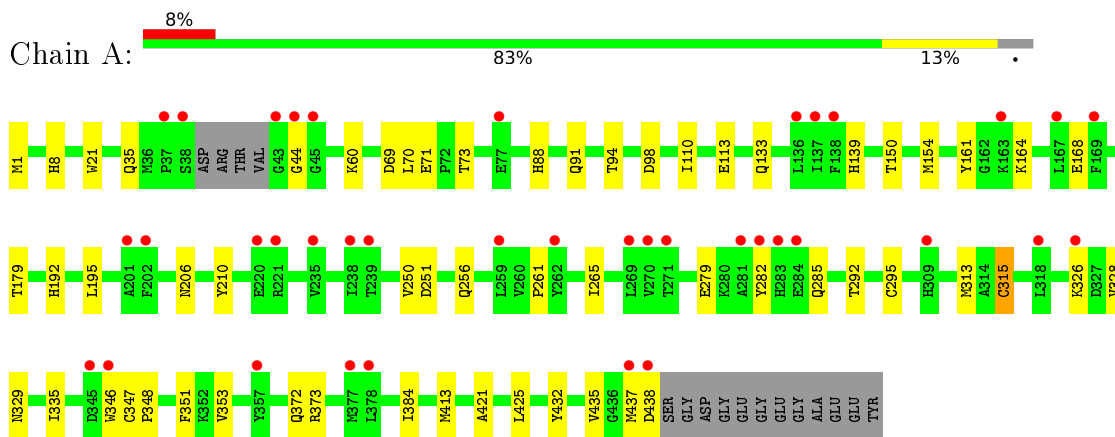 8%
Chain A:
83% 13% •
M1 H8 W21 Q35 M36 P37 S38 ASP ARG THR VAL G43 G44 G45 K60 D69 L70 E71 P72 T73 E77 H88 Q91 T94 D98 I110 E113 Q133 L136 I137 F138 H139 T150 M154 Y161 G162 K163 K164 L167 E168 F169
T179 H192 L195 A201 F202 N206 Y210 E220 R221 V235 I238 T239 V250 D251 Q256 L259 V260 P261 Y262 I265 L269 V270 T271 E279 K280 A281 Y282 H283 E284 Q285 T292 C295 H309 M313 A314 C315 L318 K326 D327 V328
N329 I335 D345 W346 C347 P348 F351 K352 V353 Y357 Q372 R373 M377 L378 I384 M413 A421 L425 Y432 V435 G436 M437 D438 SER GLY ASP GLY GLU GLY GLU GLY ALA GLU GLU TYR